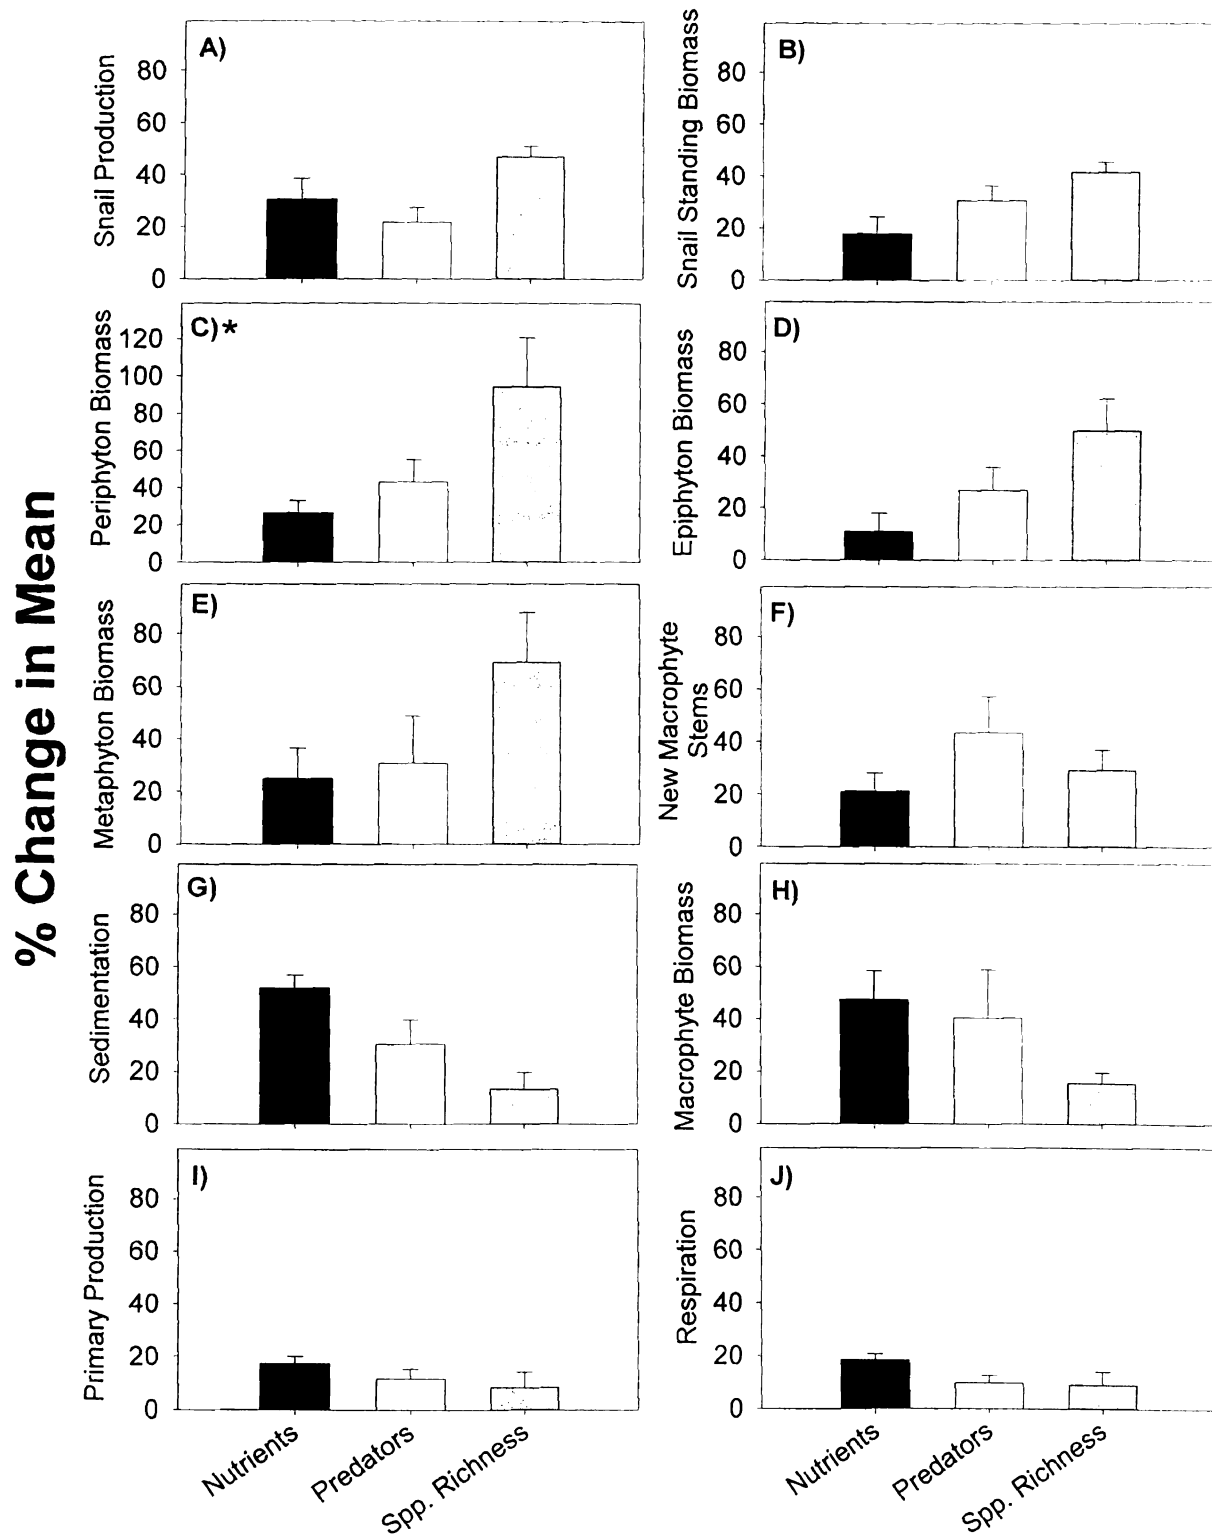 % Change in Mean
A)
Snail Production
80
60
40
20
0
B)
Snail Standing Biomass
80
60
40
20
0
C)*
Periphyton Biomass
120
100
80
60
40
20
0
D)
Epiphyton Biomass
80
60
40
20
0
E)
Metaphyton Biomass
80
60
40
20
0
F)
New Macrophyte
Stems
80
60
40
20
0
G)
Sedimentation
80
60
40
20
0
H)
Macrophyte Biomass
80
60
40
20
0
I)
Primary Production
80
60
40
20
0
J)
Respiration
80
60
40
20
0
Nutrients
Predators
Spp. Richness
Nutrients
Predators
Spp. Richness